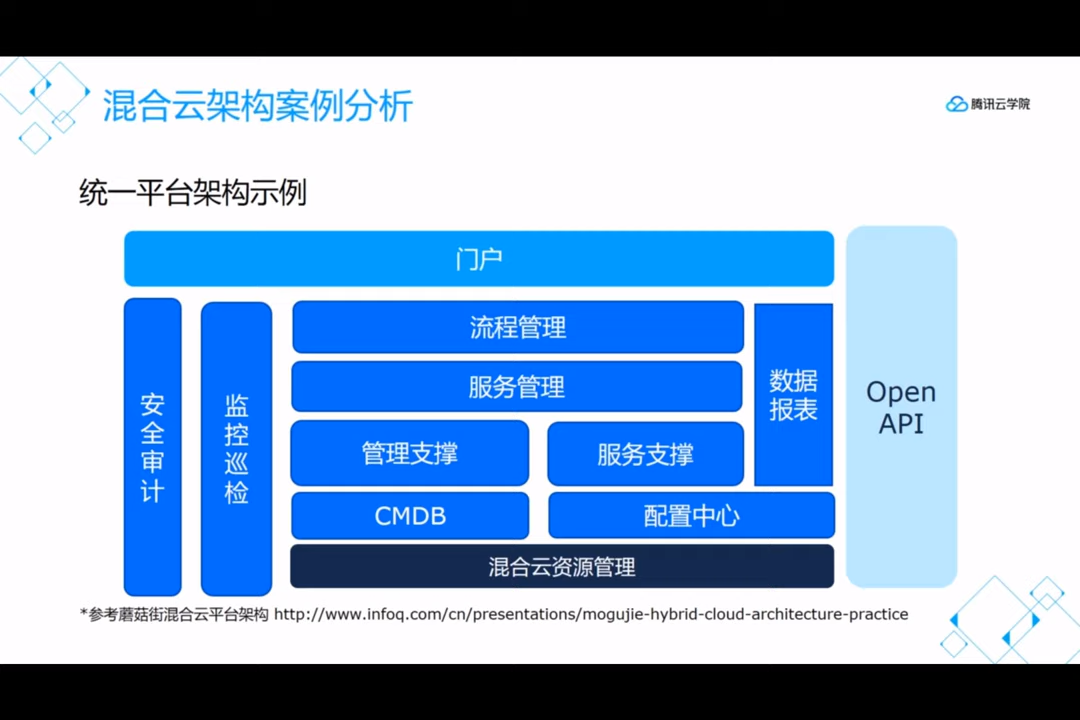 混合云架构案例分析
腾讯云学院
统一平台架构示例
门户
安全审计
监控巡检
流程管理
服务管理
管理支撑
服务支撑
数据
报表
CMDB
配置中心
混合云资源管理
Open
API
*参考蘑菇街混合云平台架构 http://www.infoq.com/cn/presentations/mogujie-hybrid-cloud-architecture-practice